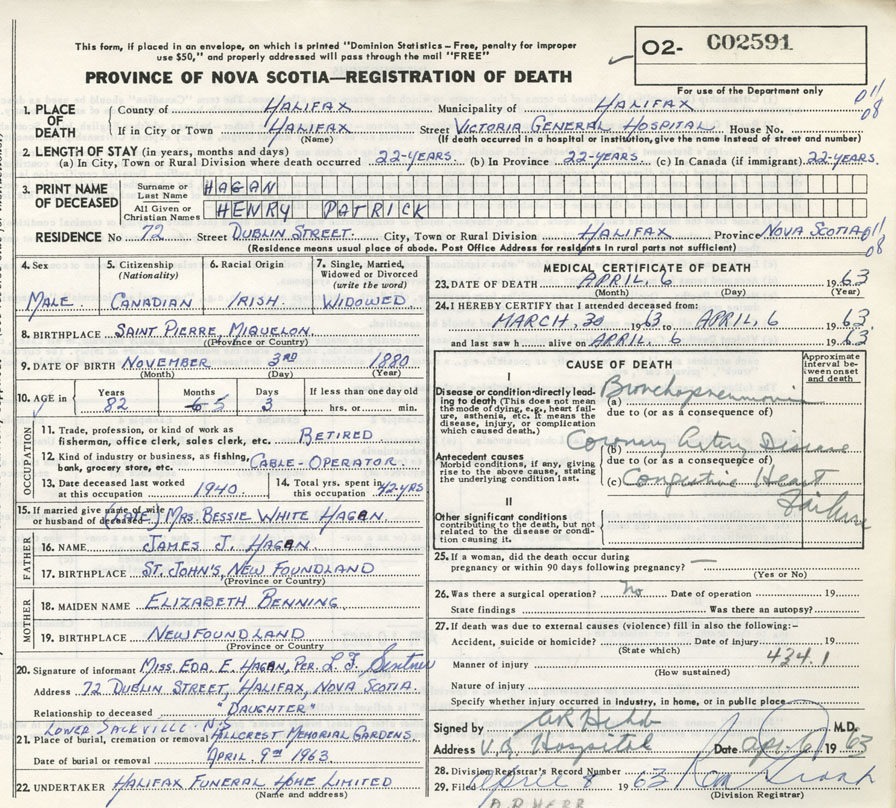 This form, if placed in an envelope, on which is printed "Dominion Statistics—Free, penalty for improper
use $50," and properly addressed will pass through the mail "FREE"
O2- C02591
PROVINCE OF NOVA SCOTIA—REGISTRATION OF DEATH
For use of the Department only
011
08
1. PLACE OF DEATH
County of HALIFAX Municipality of HALIFAX
If in City or Town HALIFAX Street VICTORIA GENERAL HOSPITAL House No.
(Name) (If death occurred in a hospital or institution, give the name instead of street and number)
2. LENGTH OF STAY (in years, months and days)
(a) In City, Town or Rural Division where death occurred 22-YEARS. (b) In Province 22-YEARS. (c) In Canada (if immigrant) 22-YEARS.
3. PRINT NAME OF DECEASED
Surname or Last Name HAGAN
All Given or Christian Names HENRY PATRICK
RESIDENCE No 72 Street DUBLIN STREET. City, Town or Rural Division HALIFAX Province NOVA SCOTIA 011
08
(Residence means usual place of abode. Post Office Address for residents in rural parts not sufficient)
4. Sex
MALE.
5. Citizenship
(Nationality)
CANADIAN
6. Racial Origin
IRISH.
7. Single, Married, Widowed or Divorced
(write the word)
WIDOWED
8. BIRTHPLACE SAINT PIERRE, MIQUELON
(Province or Country)
9. DATE OF BIRTH NOVEMBER 3RD 1880
(Month) (Day) (Year)
10. AGE in
Years Months Days If less than one day old
82 5 3 hrs. or min.
OCCUPATION
11. Trade, profession, or kind of work as
fisherman, office clerk, sales clerk, etc. RETIRED
12. Kind of industry or business, as fishing,
bank, grocery store, etc. CABLE-OPERATOR.
13. Date deceased last worked
at this occupation 1940.
14. Total yrs. spent in
this occupation 42 YRS
15. If married give name of wife
or husband of deceased (LATE) MRS. BESSIE WHITE HAGAN.
FATHER
16. NAME JAMES J. HAGAN
17. BIRTHPLACE ST. JOHN'S, NEW FOUNDLAND
(Province or Country)
MOTHER
18. MAIDEN NAME ELIZABETH BENNING
19. BIRTHPLACE NEWFOUNDLAND
(Province or Country)
20. Signature of informant MISS. EDA. E. HAGAN, PER L.F.
Address 72 DUBLIN STREET, HALIFAX, NOVA SCOTIA.
Relationship to deceased "DAUGHTER"
LOWER SACKVILLE - N.S
21. Place of burial, cremation or removal HILLCREST MEMORIAL GARDENS.
Date of burial or removal APRIL, 9TH 1963.
22. UNDERTAKER HALIFAX FUNERAL HOME LIMITED
(Name and address)
MEDICAL CERTIFICATE OF DEATH
23. DATE OF DEATH APRIL, 6 1963
(Month) (Day) (Year)
24. I HEREBY CERTIFY that I attended deceased from:
MARCH, 30 1963 to APRIL, 6 1963
and last saw h alive on APRIL, 6 1963
CAUSE OF DEATH
Approximate interval between onset and death
I
Disease or condition directly leading to death (This does not mean the mode of dying, e.g., heart failure, asthenia, etc. It means the disease, injury, or complication which caused death.)
(a) Bronchopneumonia
due to (or as a consequence of)
Antecedent causes
Morbid conditions, if any, giving rise to the above cause, stating the underlying condition last.
(b) Coronary Artery Disease
due to (or as a consequence of)
(c) Congestive Heart Failure
II
Other significant conditions
contributing to the death, but not related to the disease or condition causing it.
25. If a woman, did the death occur during
pregnancy or within 90 days following pregnancy? —
(Yes or No)
26. Was there a surgical operation? no Date of operation 19
State findings Was there an autopsy?
27. If death was due to external causes (violence) fill in also the following:-
Accident, suicide or homicide? Date of injury 19
(State which)
434.1
Manner of injury
(How sustained)
Nature of injury
Specify whether injury occurred in industry, in home, or in public place
Signed by M.D.
Address V.G. Hospital Date Apr. 6 1963
28. Division Registrar's Record Number
29. Filed April 8 1963
(Division Registrar)